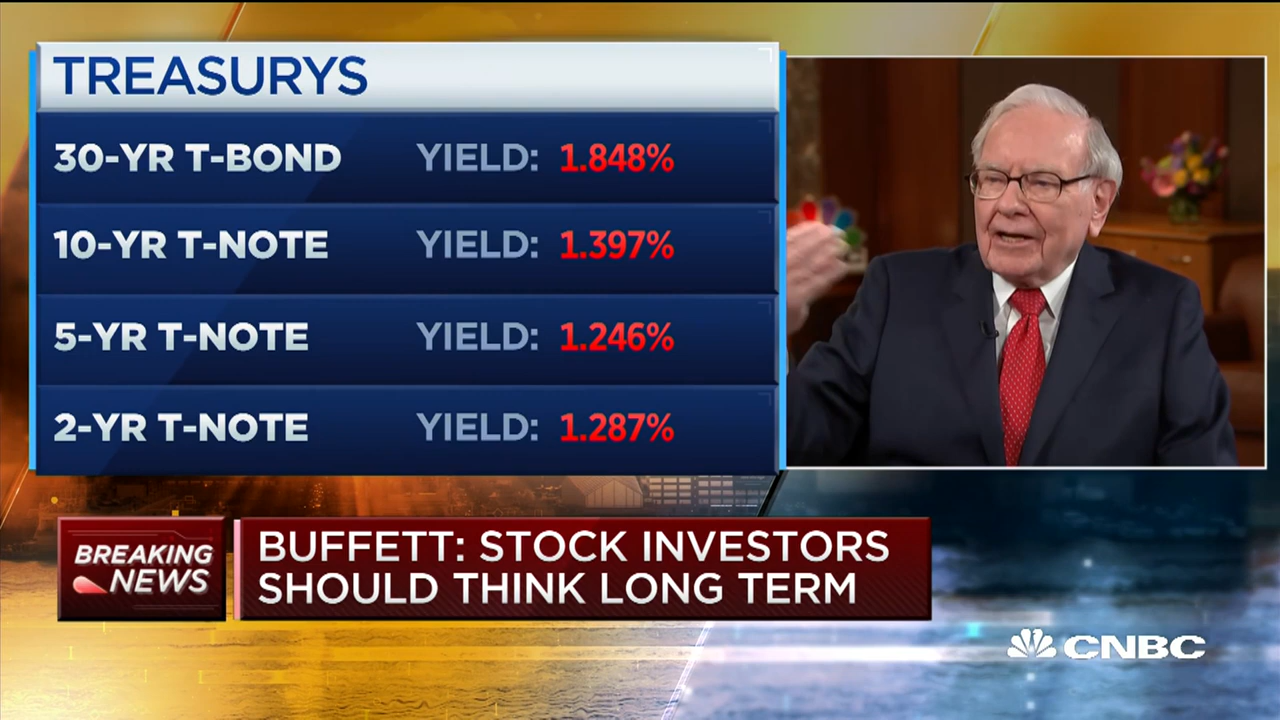 TREASURYS
30-YR T-BOND YIELD: 1.848%
10-YR T-NOTE YIELD: 1.397%
5-YR T-NOTE YIELD: 1.246%
2-YR T-NOTE YIELD: 1.287%
BREAKING
NEWS
BUFFETT: STOCK INVESTORS
SHOULD THINK LONG TERM
CNBC